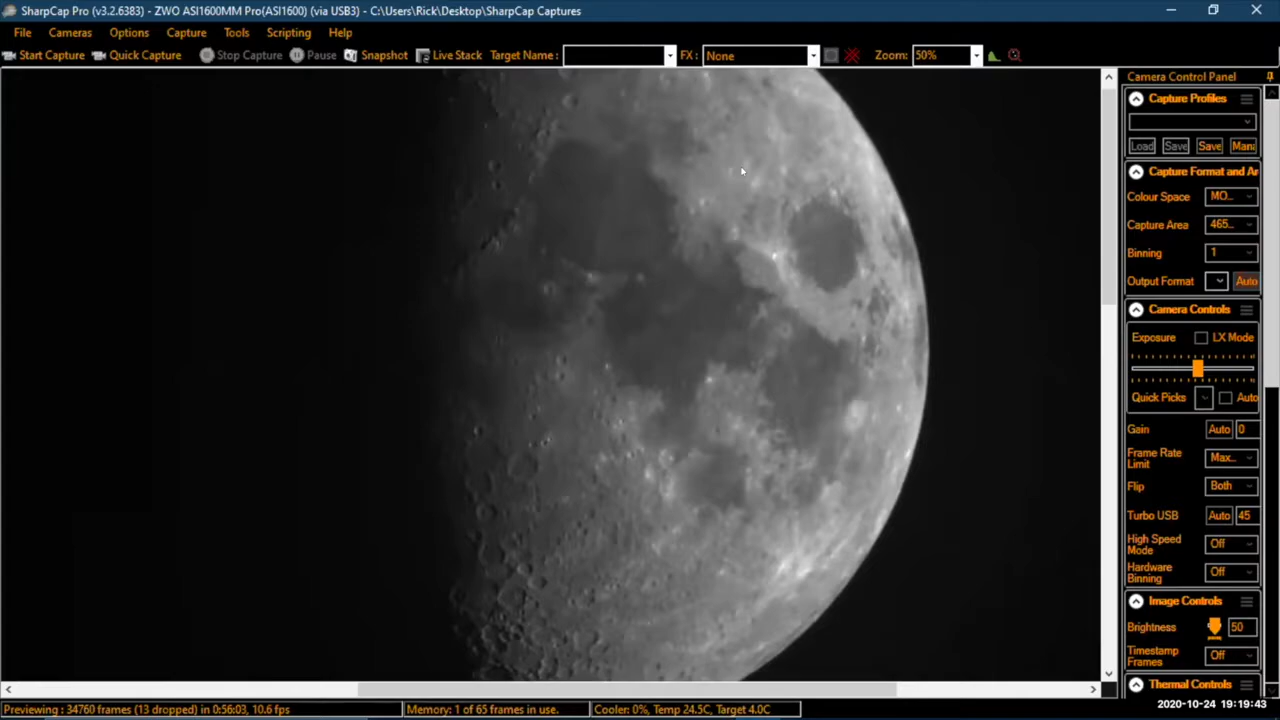 SharpCap Pro (v3.2.6383) - ZWO ASI1600MM Pro(ASI1600) (via USB3) - C:\Users\Rick\Desktop\SharpCap Captures
File Cameras Options Capture Tools Scripting Help
Start Capture Quick Capture Stop Capture Pause Snapshot Live Stack Target Name : FX : None Zoom: 50%
Camera Control Panel
Capture Profiles
Load Save Save Mana
Capture Format and Ar
Colour Space MO...
Capture Area 465...
Binning 1
Output Format Auto
Camera Controls
Exposure LX Mode
Quick Picks Auto
Gain Auto 0
Frame Rate Limit Max...
Flip Both
Turbo USB Auto 45
High Speed Mode Off
Hardware Binning Off
Image Controls
Brightness 50
Timestamp Frames Off
Thermal Controls
Previewing : 34760 frames (13 dropped) in 0:56:03, 10.6 fps Memory: 1 of 65 frames in use. Cooler: 0%, Temp 24.5C, Target 4.0C
2020-10-24 19:19:43